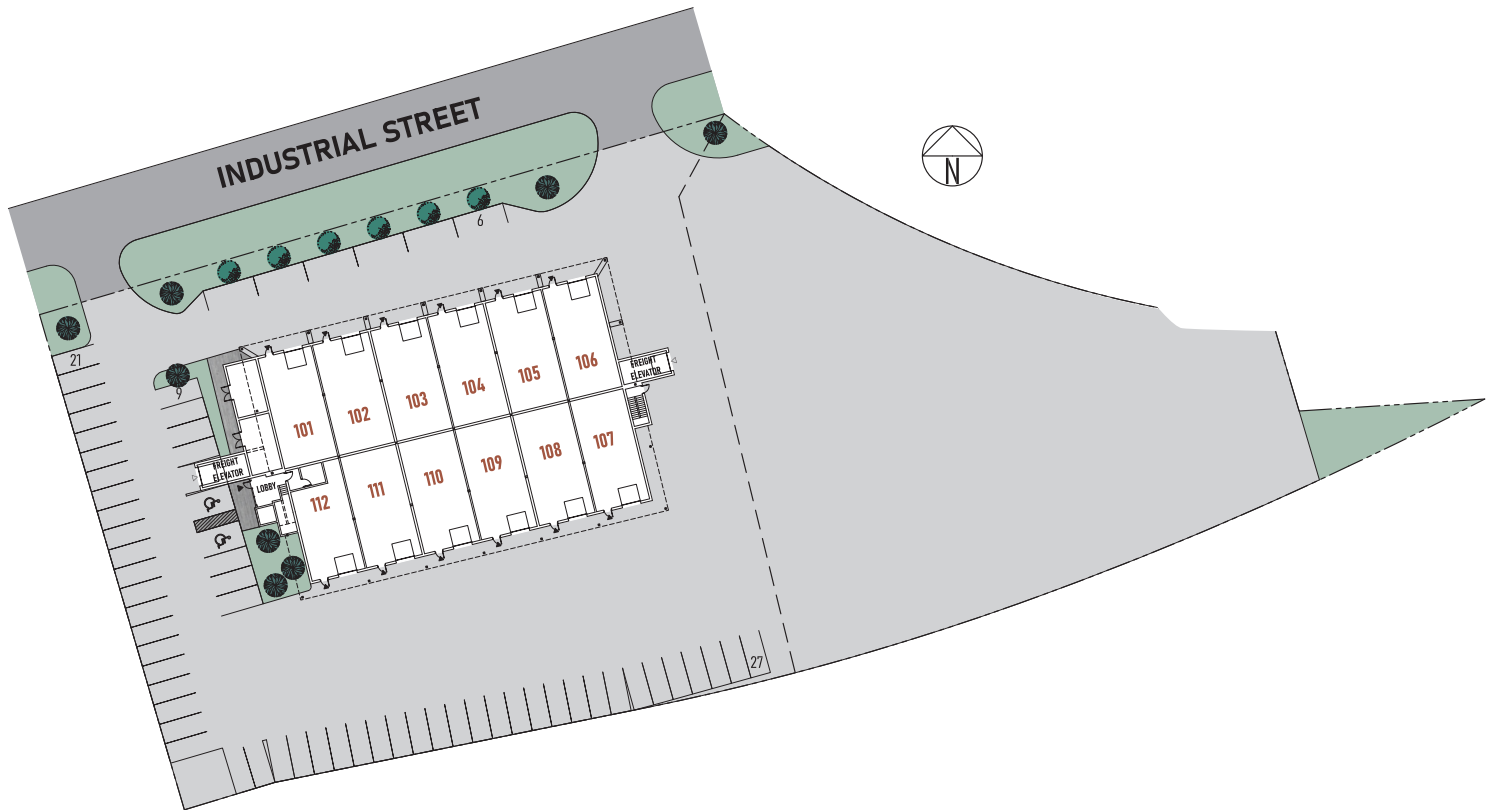 INDUSTRIAL STREET
N
6
21
9
106
FREIGHT
ELEVATOR
105
104
103
102
101
107
108
109
110
111
112
FREIGHT
ELEVATOR
LOBBY
27